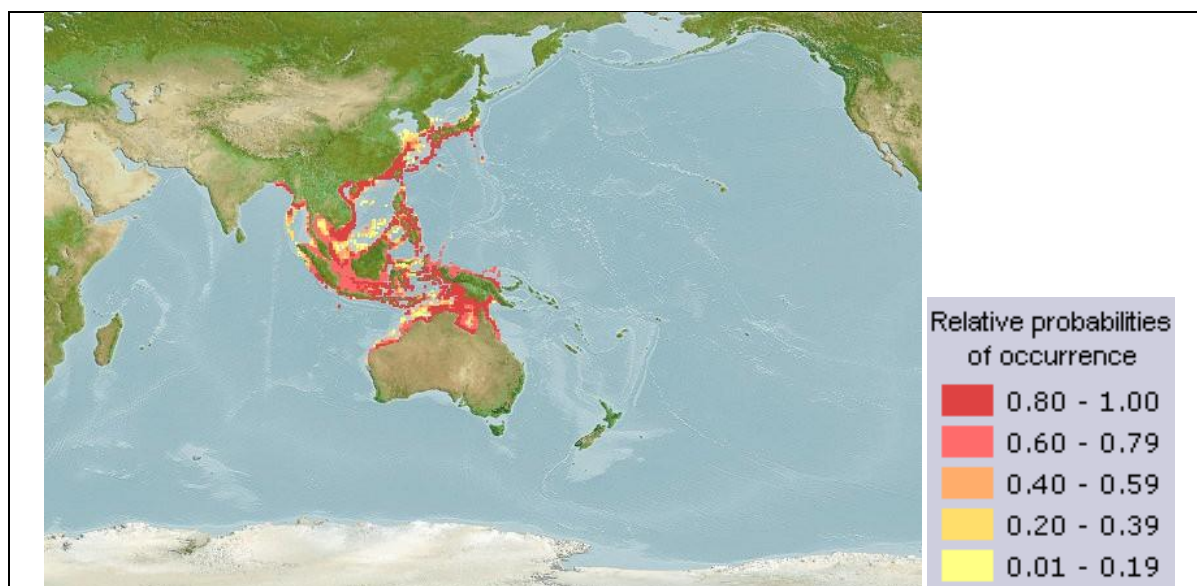 Relative probabilities
of occurrence
0.80 - 1.00
0.60 - 0.79
0.40 - 0.59
0.20 - 0.39
0.01 - 0.19